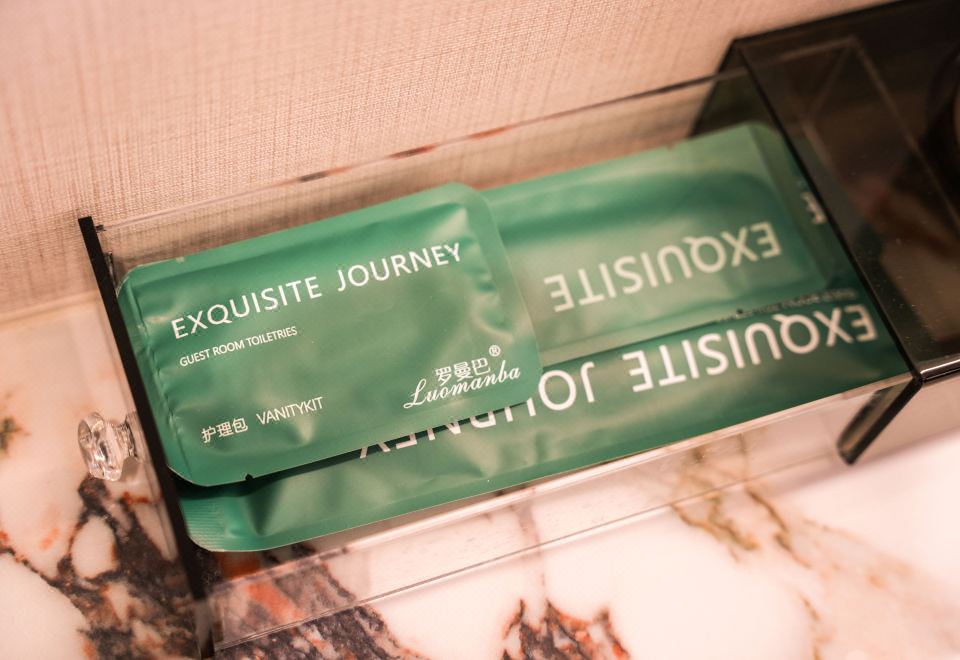 EXQUISITE JOURNEY
GUEST ROOM TOILETRIES
护理包 VANITYKIT
罗曼巴®
Luomanba
EXQUISITE
EXQUISITE JOURNEY